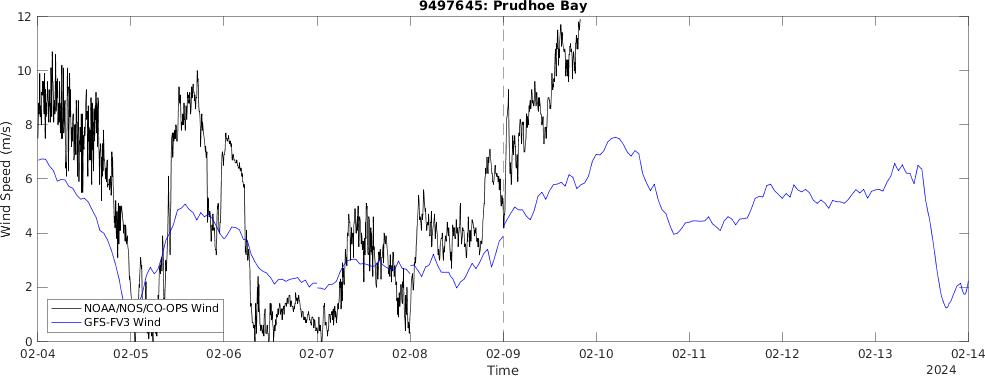 9497645: Prudhoe Bay
12
10
8
6
4
2
0
Wind Speed (m/s)
NOAA/NOS/CO-OPS Wind
GFS-FV3 Wind
02-04 02-05 02-06 02-07 02-08 02-09 02-10 02-11 02-12 02-13 02-14
Time
2024